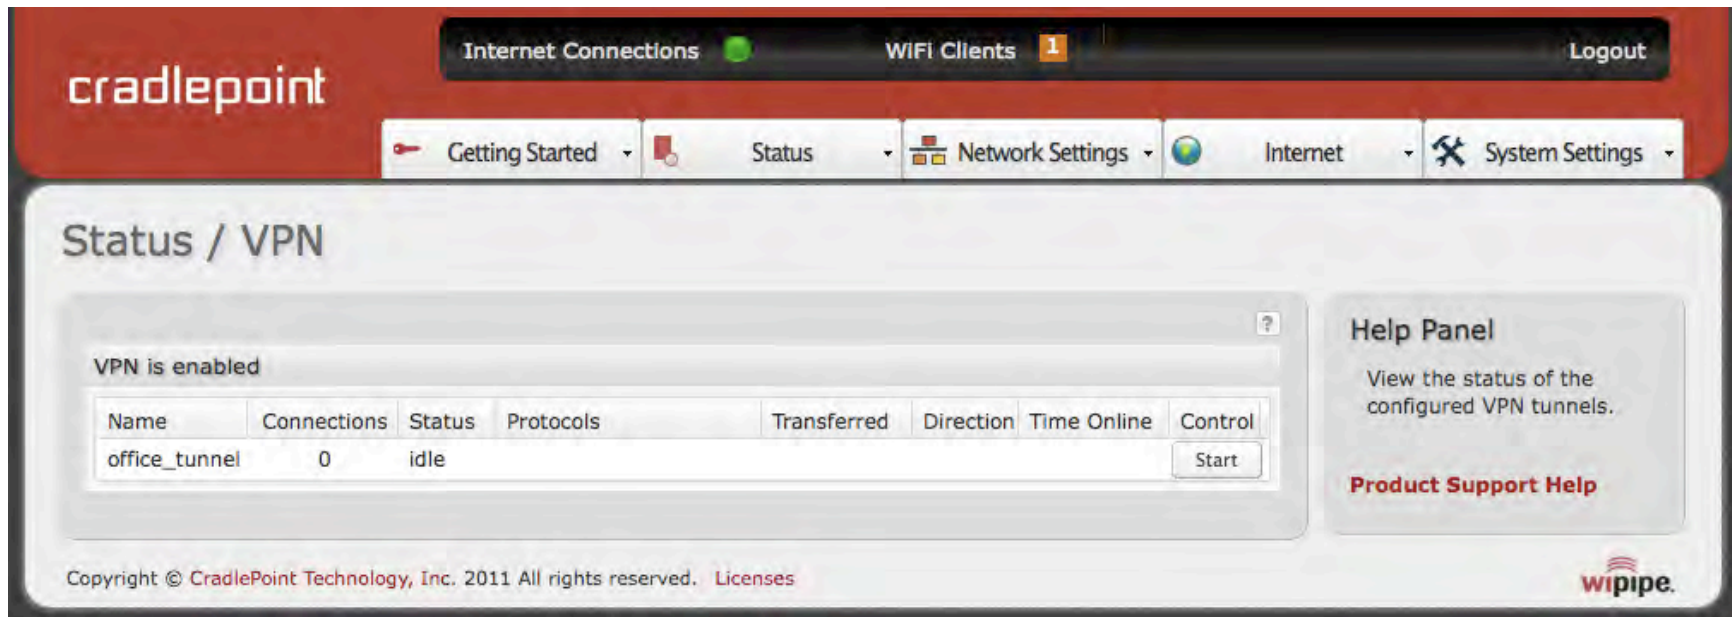 Internet Connections WiFi Clients 1 Logout
cradlepoint
Getting Started Status Network Settings Internet System Settings
Status / VPN
?
VPN is enabled
Name Connections Status Protocols Transferred Direction Time Online Control
office_tunnel 0 idle Start
Help Panel
View the status of the
configured VPN tunnels.
Product Support Help
Copyright © CradlePoint Technology, Inc. 2011 All rights reserved. Licenses
wipipe.